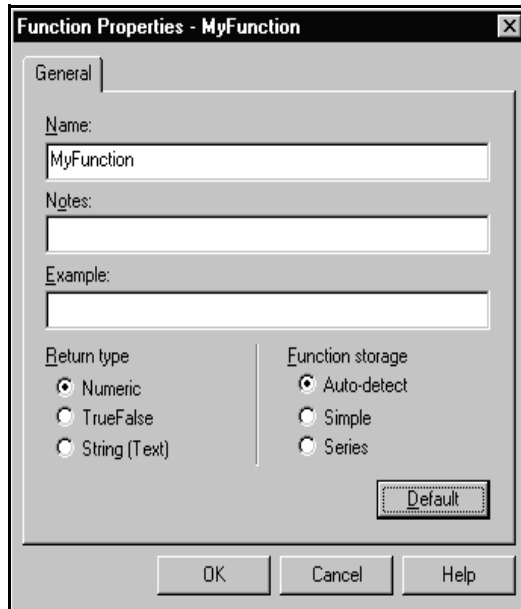 Function Properties - MyFunction
General
Name:
MyFunction
Notes:
Example:
Return type
Numeric
TrueFalse
String (Text)
Function storage
Auto-detect
Simple
Series
Default
OK
Cancel
Help